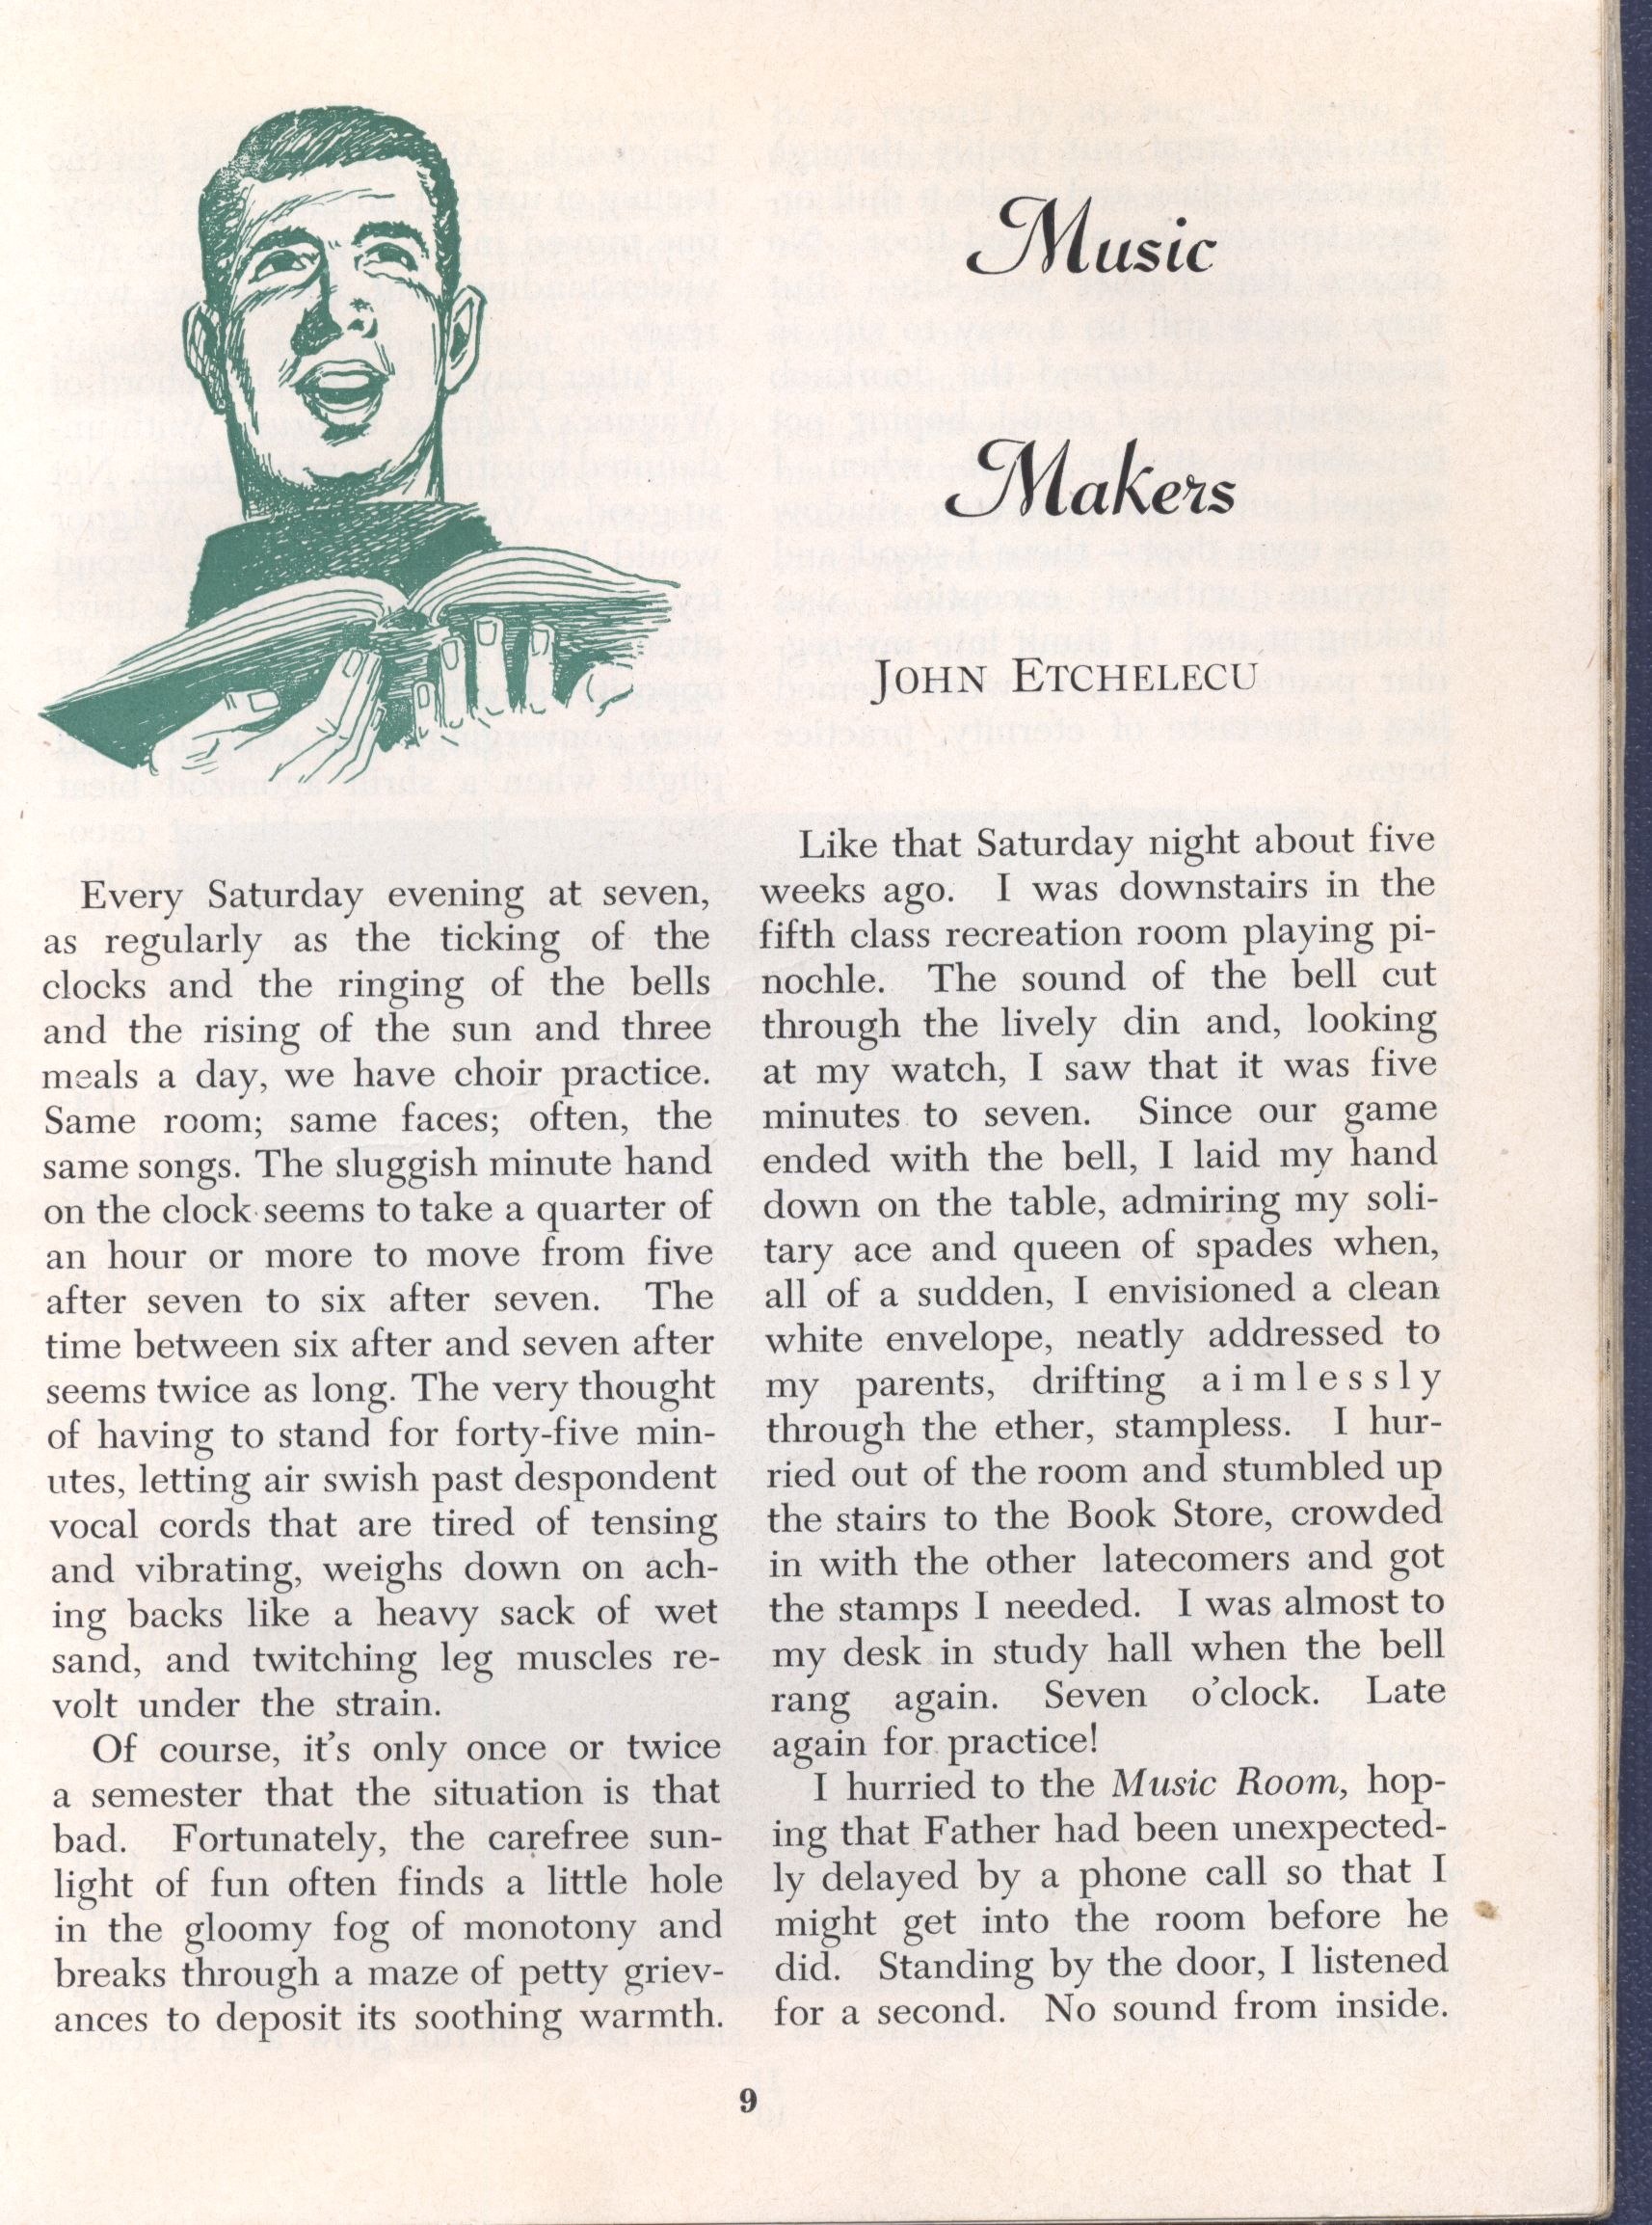 Music
Makers
JOHN ETCHELECU
Every Saturday evening at seven,
as regularly as the ticking of the
clocks and the ringing of the bells
and the rising of the sun and three
meals a day, we have choir practice.
Same room; same faces; often, the
same songs. The sluggish minute hand
on the clock seems to take a quarter of
an hour or more to move from five
after seven to six after seven. The
time between six after and seven after
seems twice as long. The very thought
of having to stand for forty-five min-
utes, letting air swish past despondent
vocal cords that are tired of tensing
and vibrating, weighs down on ach-
ing backs like a heavy sack of wet
sand, and twitching leg muscles re-
volt under the strain.
Of course, it's only once or twice
a semester that the situation is that
bad. Fortunately, the carefree sun-
light of fun often finds a little hole
in the gloomy fog of monotony and
breaks through a maze of petty griev-
ances to deposit its soothing warmth.
Like that Saturday night about five
weeks ago. I was downstairs in the
fifth class recreation room playing pi-
nochle. The sound of the bell cut
through the lively din and, looking
at my watch, I saw that it was five
minutes to seven. Since our game
ended with the bell, I laid my hand
down on the table, admiring my soli-
tary ace and queen of spades when,
all of a sudden, I envisioned a clean
white envelope, neatly addressed to
my parents, drifting aimlessly
through the ether, stampless. I hur-
ried out of the room and stumbled up
the stairs to the Book Store, crowded
in with the other latecomers and got
the stamps I needed. I was almost to
my desk in study hall when the bell
rang again. Seven o'clock. Late
again for practice!
I hurried to the Music Room, hop-
ing that Father had been unexpected-
ly delayed by a phone call so that I
might get into the room before he
did. Standing by the door, I listened
for a second. No sound from inside.
9